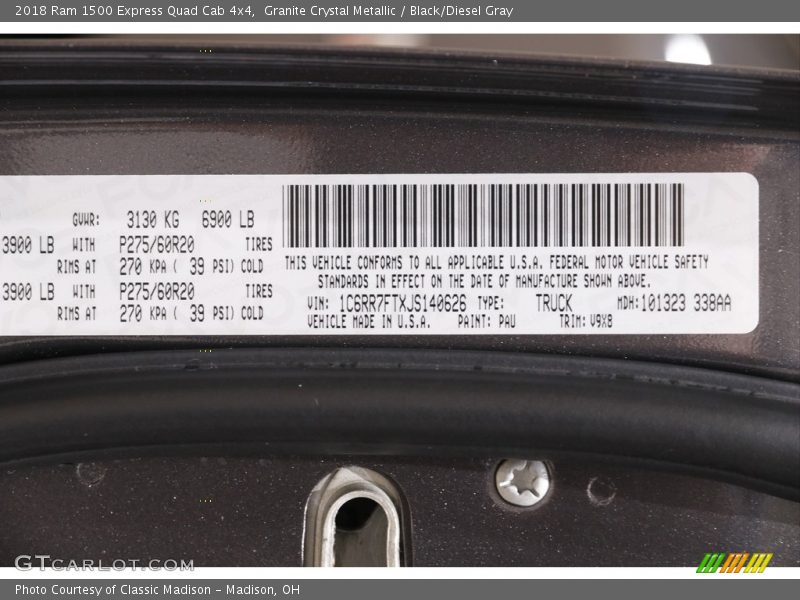 2018 Ram 1500 Express Quad Cab 4x4,  Granite Crystal Metallic / Black/Diesel Gray
GVWR: 3130 KG 6900 LB
3900 LB WITH P275/60R20 TIRES
RIMS AT 270 KPA ( 39 PSI) COLD
3900 LB WITH P275/60R20 TIRES
RIMS AT 270 KPA ( 39 PSI) COLD
THIS VEHICLE CONFORMS TO ALL APPLICABLE U.S.A. FEDERAL MOTOR VEHICLE SAFETY
STANDARDS IN EFFECT ON THE DATE OF MANUFACTURE SHOWN ABOVE.
VIN: 1C6RR7FTXJS140626 TYPE: TRUCK MDH:101323 338AA
VEHICLE MADE IN U.S.A. PAINT: PAU TRIM: V9X8
GTCARLOT.COM
Photo Courtesy of Classic Madison - Madison, OH